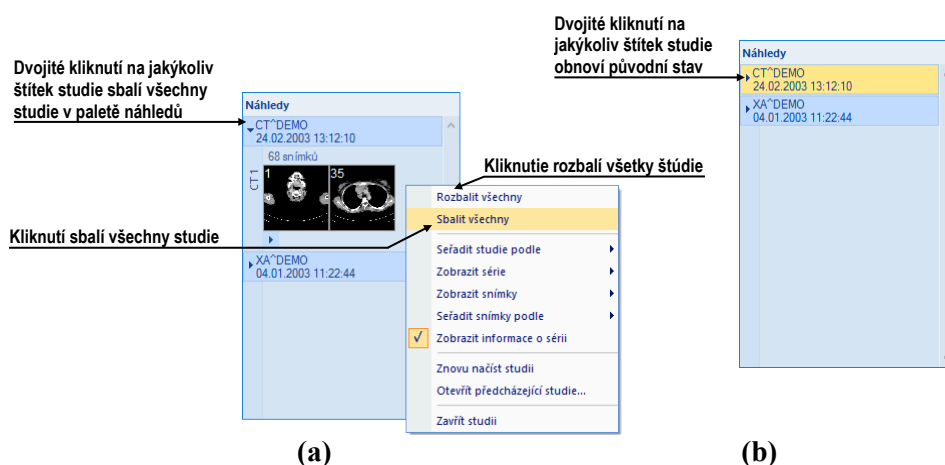 Dvojité kliknutí na jakýkoliv
štítek studie sbalí všechny
studie v paletě náhledů
Náhledy
CT^DEMO
24.02.2003 13:12:10
68 snímků
CT 1
1
35
Kliknutí sbalí všechny studie
XA^DEMO
04.01.2003 11:22:44
Kliknutie rozbalí všetky štúdie
Rozbalit všechny
Sbalit všechny
Seřadit studie podle
Zobrazit série
Zobrazit snímky
Seřadit snímky podle
Zobrazit informace o sérii
Znovu načíst studii
Otevřít předcházející studie...
Zavřít studii
(a)
Dvojité kliknutí na
jakýkoliv štítek studie
obnoví původní stav
Náhledy
CT^DEMO
24.02.2003 13:12:10
XA^DEMO
04.01.2003 11:22:44
(b)